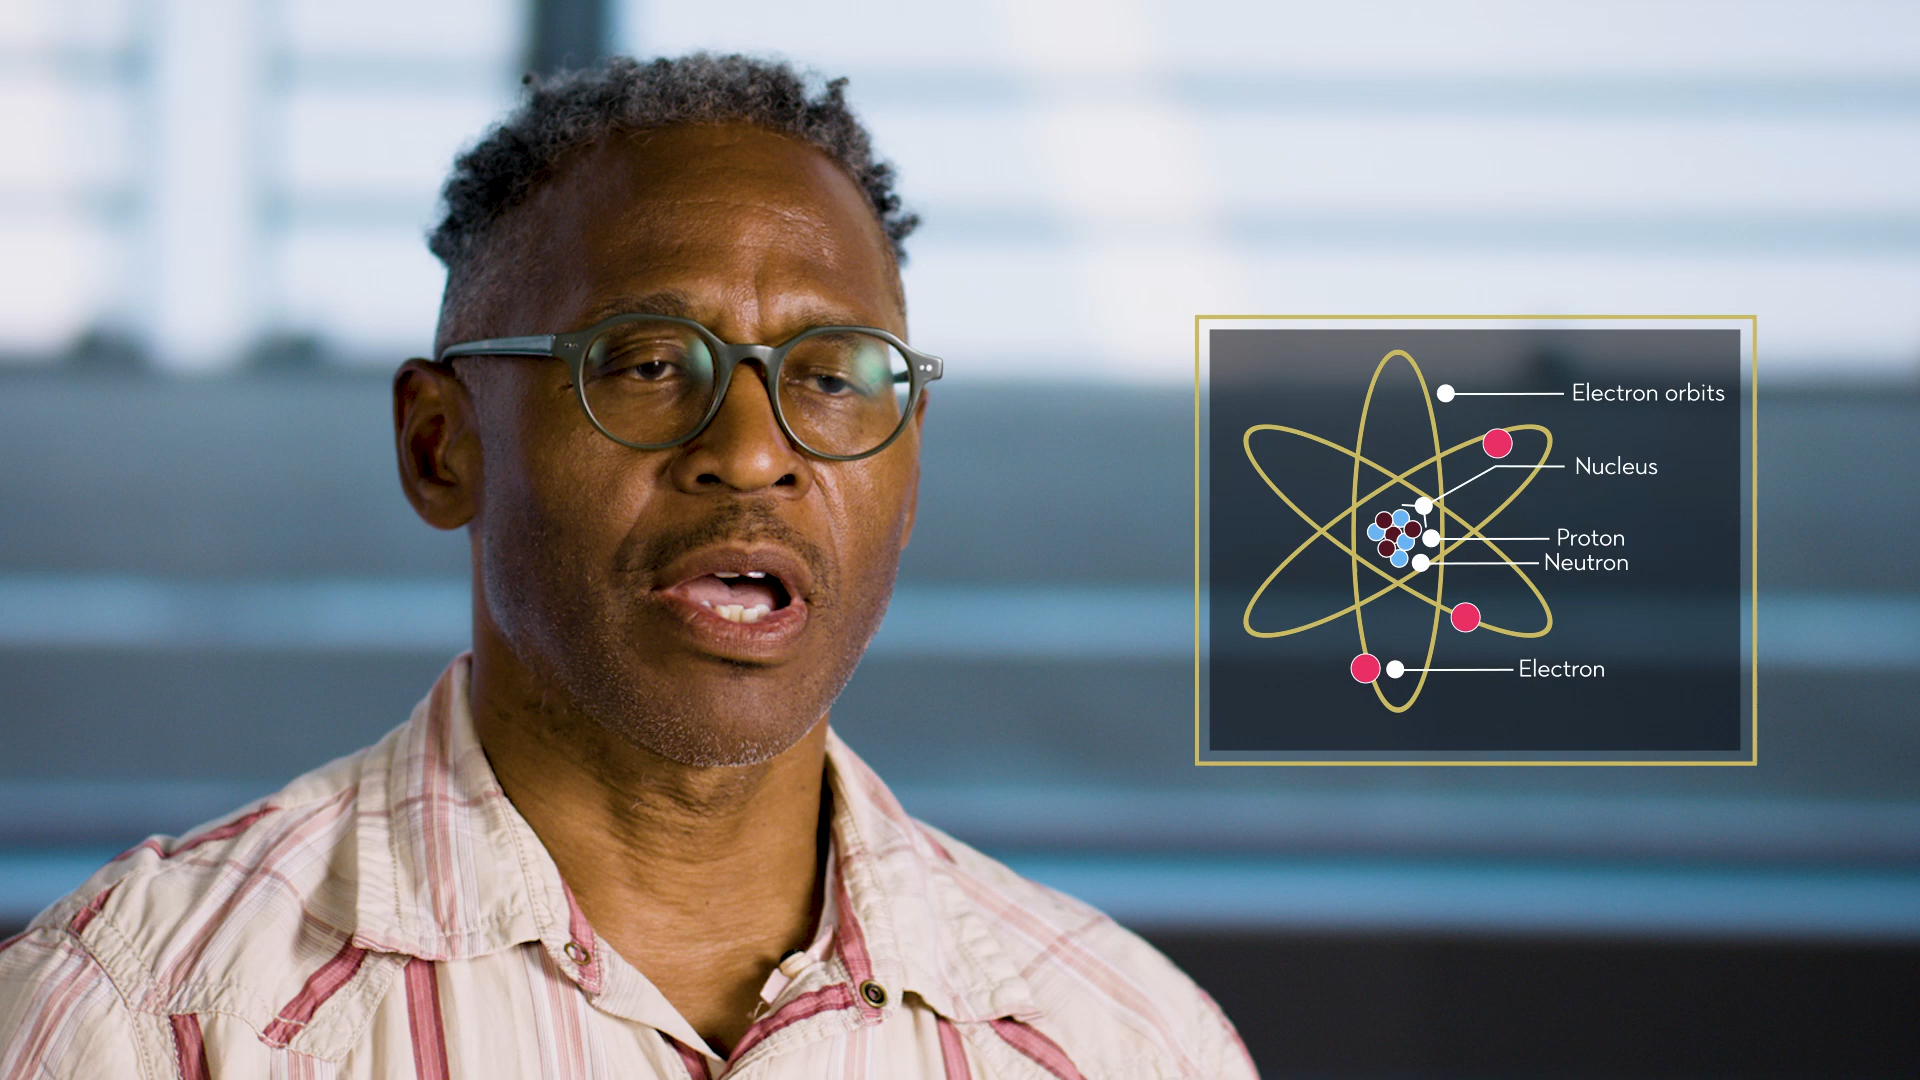 Electron orbits
Nucleus
Proton
Neutron
Electron